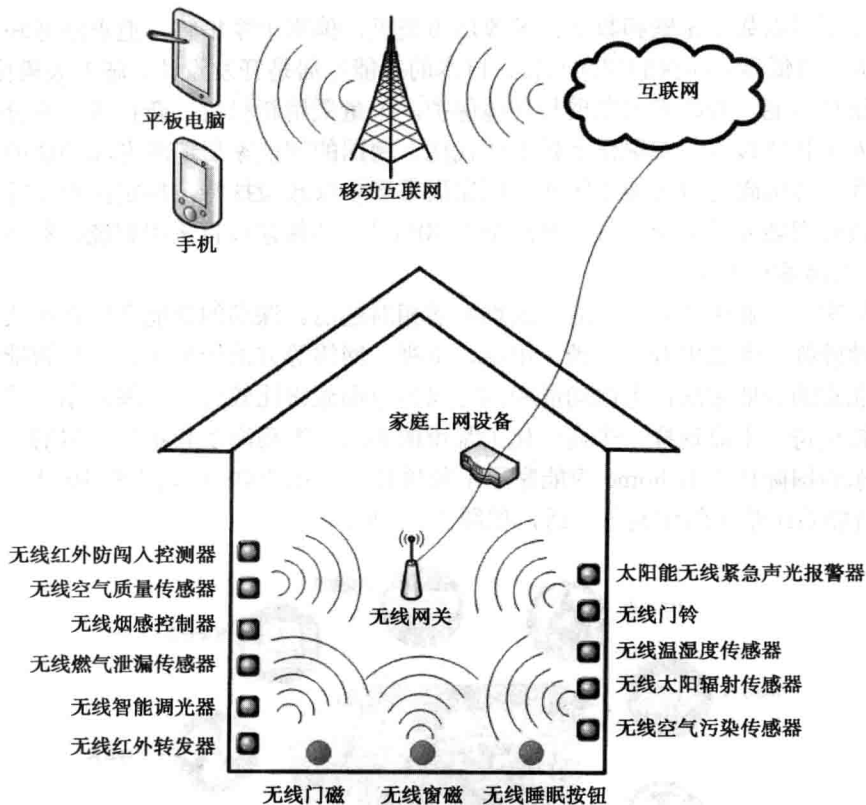 平板电脑
互联网
移动互联网
手机
家庭上网设备
无线红外防闯入控测器
无线空气质量传感器
无线烟感控制器
无线燃气泄漏传感器
无线智能调光器
无线红外转发器
无线网关
太阳能无线紧急声光报警器
无线门铃
无线温湿度传感器
无线太阳辐射传感器
无线空气污染传感器
无线门磁
无线窗磁
无线睡眠按钮